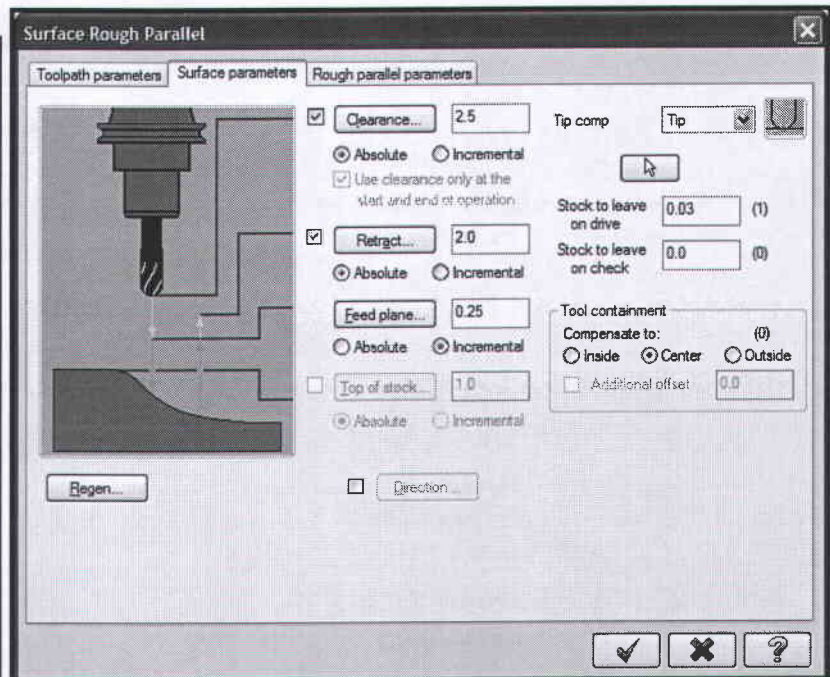 Surface Rough Parallel
Toolpath parameters
Surface parameters
Rough parallel parameters
Clearance...
2.5
Absolute
Incremental
Use clearance only at the
start and end of operation
Retract...
2.0
Absolute
Incremental
Feed plane...
0.25
Absolute
Incremental
Top of stock...
1.0
Absolute
Incremental
Tip comp
Tip
Stock to leave
on drive
0.03
(1)
Stock to leave
on check
0.0
(0)
Tool containment
Compensate to:
(0)
Inside
Center
Outside
Additional offset
0.0
Regen...
Direction...
?